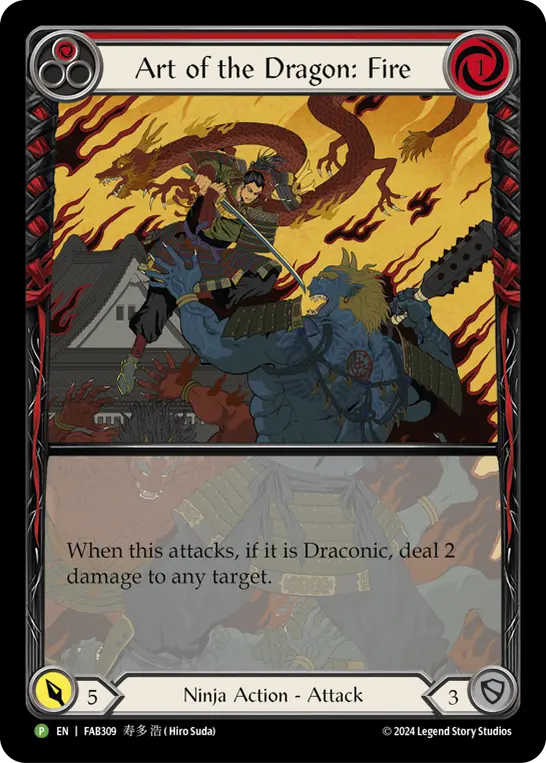 Art of the Dragon: Fire
1
When this attacks, if it is Draconic, deal 2
damage to any target.
5
Ninja Action - Attack
3
P EN | FAB309 寿多浩 (Hiro Suda)
© 2024 Legend Story Studios